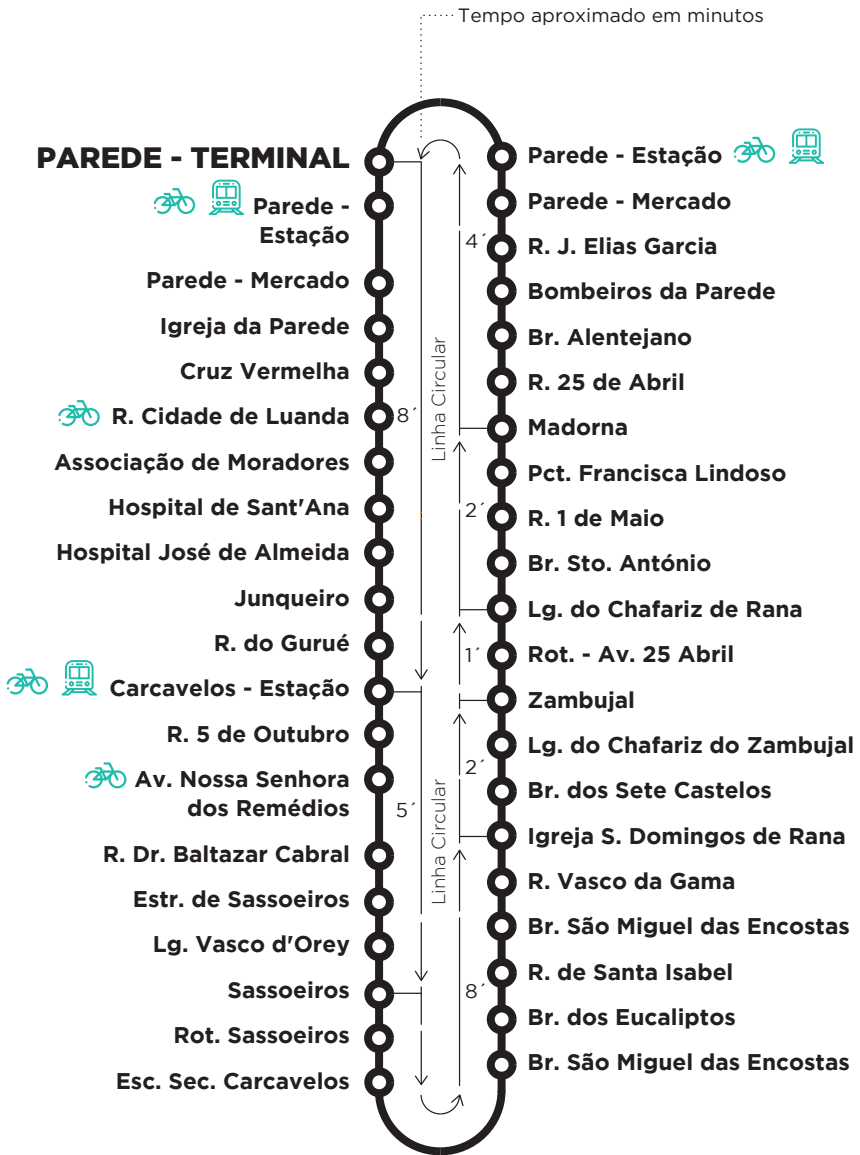 Tempo aproximado em minutos
PAREDE - TERMINAL
Parede -
Estação
Parede - Mercado
Igreja da Parede
Cruz Vermelha
R. Cidade de Luanda
Associação de Moradores
Hospital de Sant'Ana
Hospital José de Almeida
Junqueiro
R. do Gurué
Carcavelos - Estação
R. 5 de Outubro
Av. Nossa Senhora
dos Remédios
R. Dr. Baltazar Cabral
Estr. de Sassoeiros
Lg. Vasco d'Orey
Sassoeiros
Rot. Sassoeiros
Esc. Sec. Carcavelos
8´
5´
Linha Circular
Linha Circular
4´
2´
1´
2´
8´
Parede - Estação
Parede - Mercado
R. J. Elias Garcia
Bombeiros da Parede
Br. Alentejano
R. 25 de Abril
Madorna
Pct. Francisca Lindoso
R. 1 de Maio
Br. Sto. António
Lg. do Chafariz de Rana
Rot. - Av. 25 Abril
Zambujal
Lg. do Chafariz do Zambujal
Br. dos Sete Castelos
Igreja S. Domingos de Rana
R. Vasco da Gama
Br. São Miguel das Encostas
R. de Santa Isabel
Br. dos Eucaliptos
Br. São Miguel das Encostas